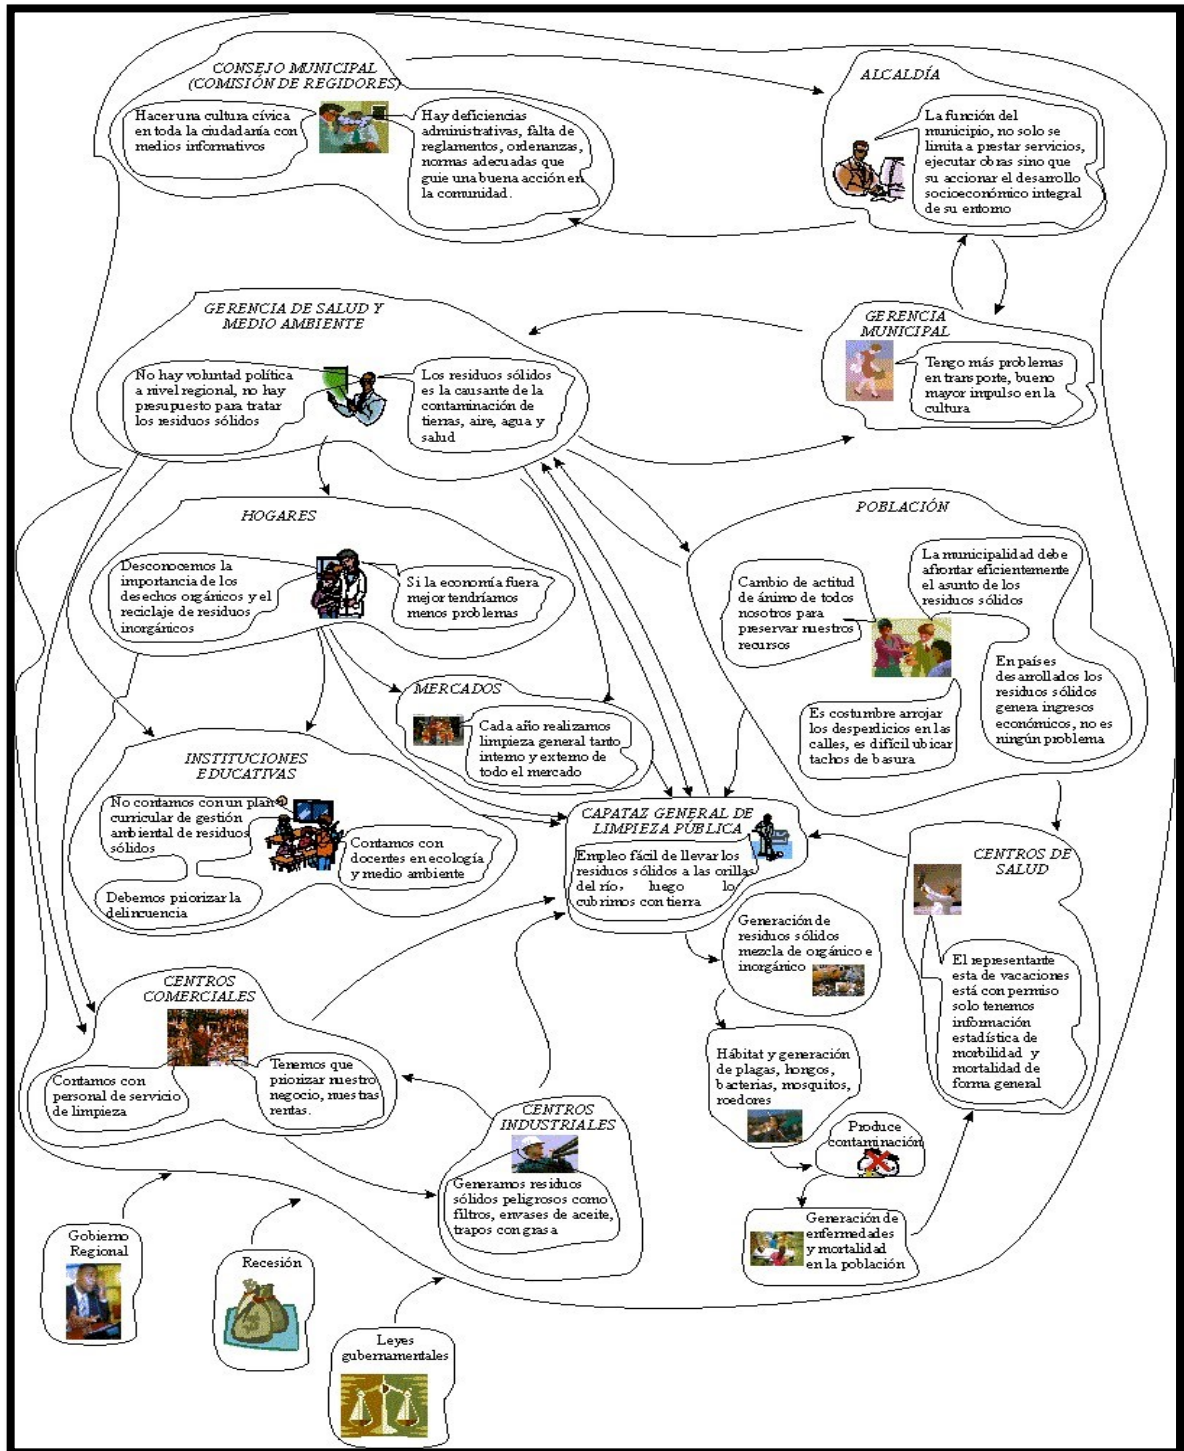 CONSEJO MUNICIPAL
(COMISIÓN DE REGIDORES)
Hacer una cultura cívica
en toda la ciudadanía con
medios informativos
Hay deficiencias
administrativas, falta de
reglamentos, ordenanzas,
normas adecuadas que
guie una buena acción en
la comunidad.
ALCALDÍA
La función del
municipio, no solo se
limita a prestar servicios,
ejecutar obras sino que
su accionar el desarrollo
socioeconómico integral
de su entorno
GERENCIA DE SALUD Y
MEDIO AMBIENTE
No hay voluntad política
a nivel regional, no hay
presupuesto para tratar
los residuos sólidos
Los residuos sólidos
es la causante de la
contaminación de
tierras, aire, agua y
salud
GERENCIA
MUNICIPAL
Tengo más problemas
en transporte, bueno
mayor impulso en la
cultura
HOGARES
Desconocemos la
importancia de los
desechos orgánicos y el
reciclaje de residuos
inorgánicos
Si la economía fuera
mejor tendríamos
menos problemas
POBLACIÓN
Cambio de actitud
de ánimo de todos
nosotros para
preservar nuestros
recursos
La municipalidad debe
afrontar eficientemente
el asunto de los
residuos sólidos
En países
desarrollados los
residuos sólidos
genera ingresos
económicos, no es
ningún problema
Es costumbre arrojar
los desperdicios en las
calles, es difícil ubicar
tachos de basura
MERCADOS
Cada año realizamos
limpieza general tanto
interno y externo de
todo el mercado
INSTITUCIONES
EDUCATIVAS
No contamos con un plan
curricular de gestión
ambiental de residuos
sólidos
Contamos con
docentes en ecología
y medio ambiente
Debemos priorizar la
delincuencia
CAPATAZ GENERAL DE
LIMPIEZA PÚBLICA
Empleo fácil de llevar los
residuos sólidos a las orillas
del río, luego lo
cubrimos con tierra
CENTROS DE
SALUD
El representante
esta de vacaciones
está con permiso
solo tenemos
información
estadística de
morbilidad y
mortalidad de
forma general
Generación de
residuos sólidos
mezcla de orgánico e
inorgánico
Hábitat y generación
de plagas, hongos,
bacterias, mosquitos,
roedores
Produce
contaminación
Generación de
enfermedades
y mortalidad
en la población
CENTROS
COMERCIALES
Contamos con
personal de servicio
de limpieza
Tenemos que
priorizar nuestro
negocio, nuestras
rentas.
CENTROS
INDUSTRIALES
Generamos residuos
sólidos peligrosos como
filtros, envases de aceite,
trapos con grasa
Gobierno
Regional
Recesión
Leyes
gubernamentales